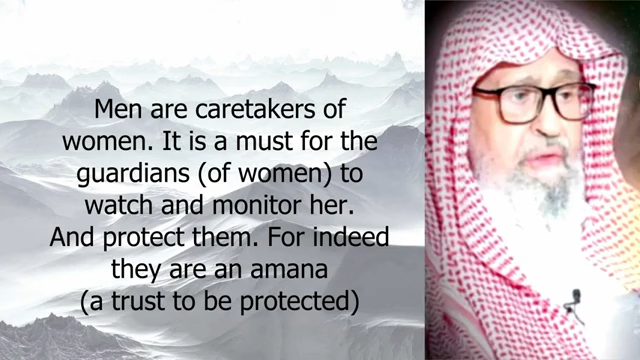 Men are caretakers of
women. It is a must for the
guardians (of women) to
watch and monitor her.
And protect them. For indeed
they are an amana
(a trust to be protected)